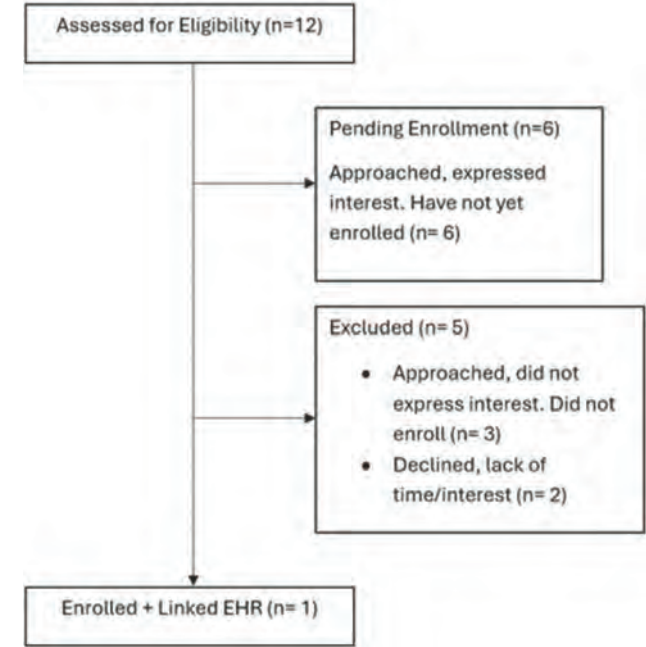 Assessed for Eligibility (n=12)
Pending Enrollment (n=6)
Approached, expressed
interest. Have not yet
enrolled (n= 6)
Excluded (n= 5)
• Approached, did not
express interest. Did not
enroll (n= 3)
• Declined, lack of
time/interest (n= 2)
Enrolled + Linked EHR (n= 1)